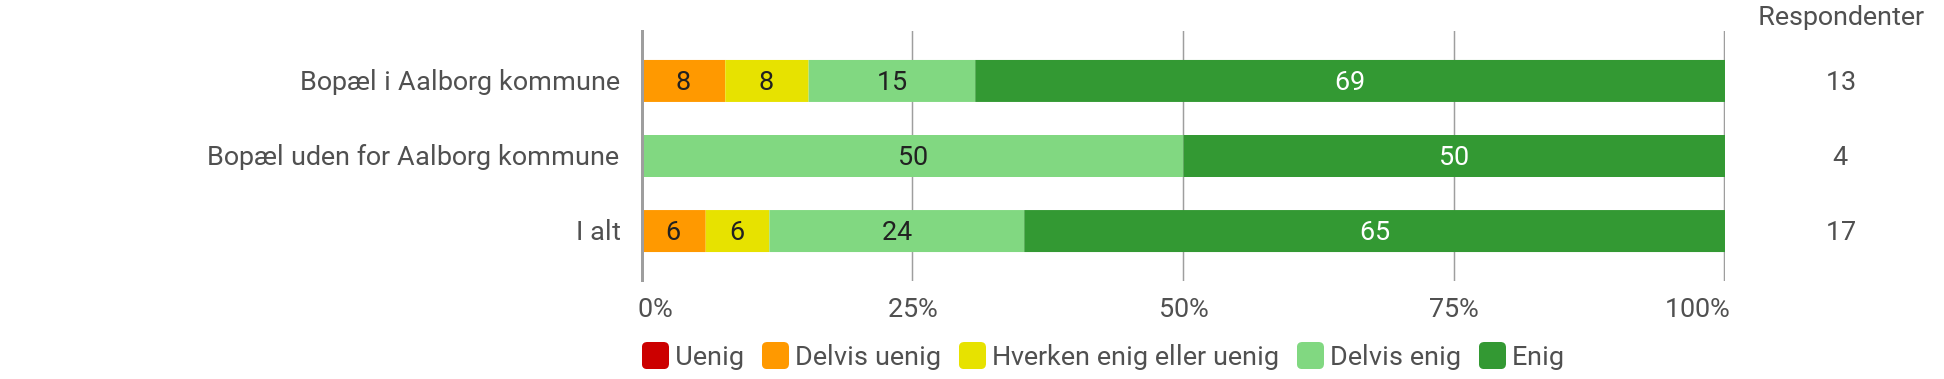 Respondenter
Bopæl i Aalborg kommune 8 8 15 69 13
Bopæl uden for Aalborg kommune 50 50 4
I alt 6 6 24 65 17
0% 25% 50% 75% 100%
Uenig Delvis uenig Hverken enig eller uenig Delvis enig Enig